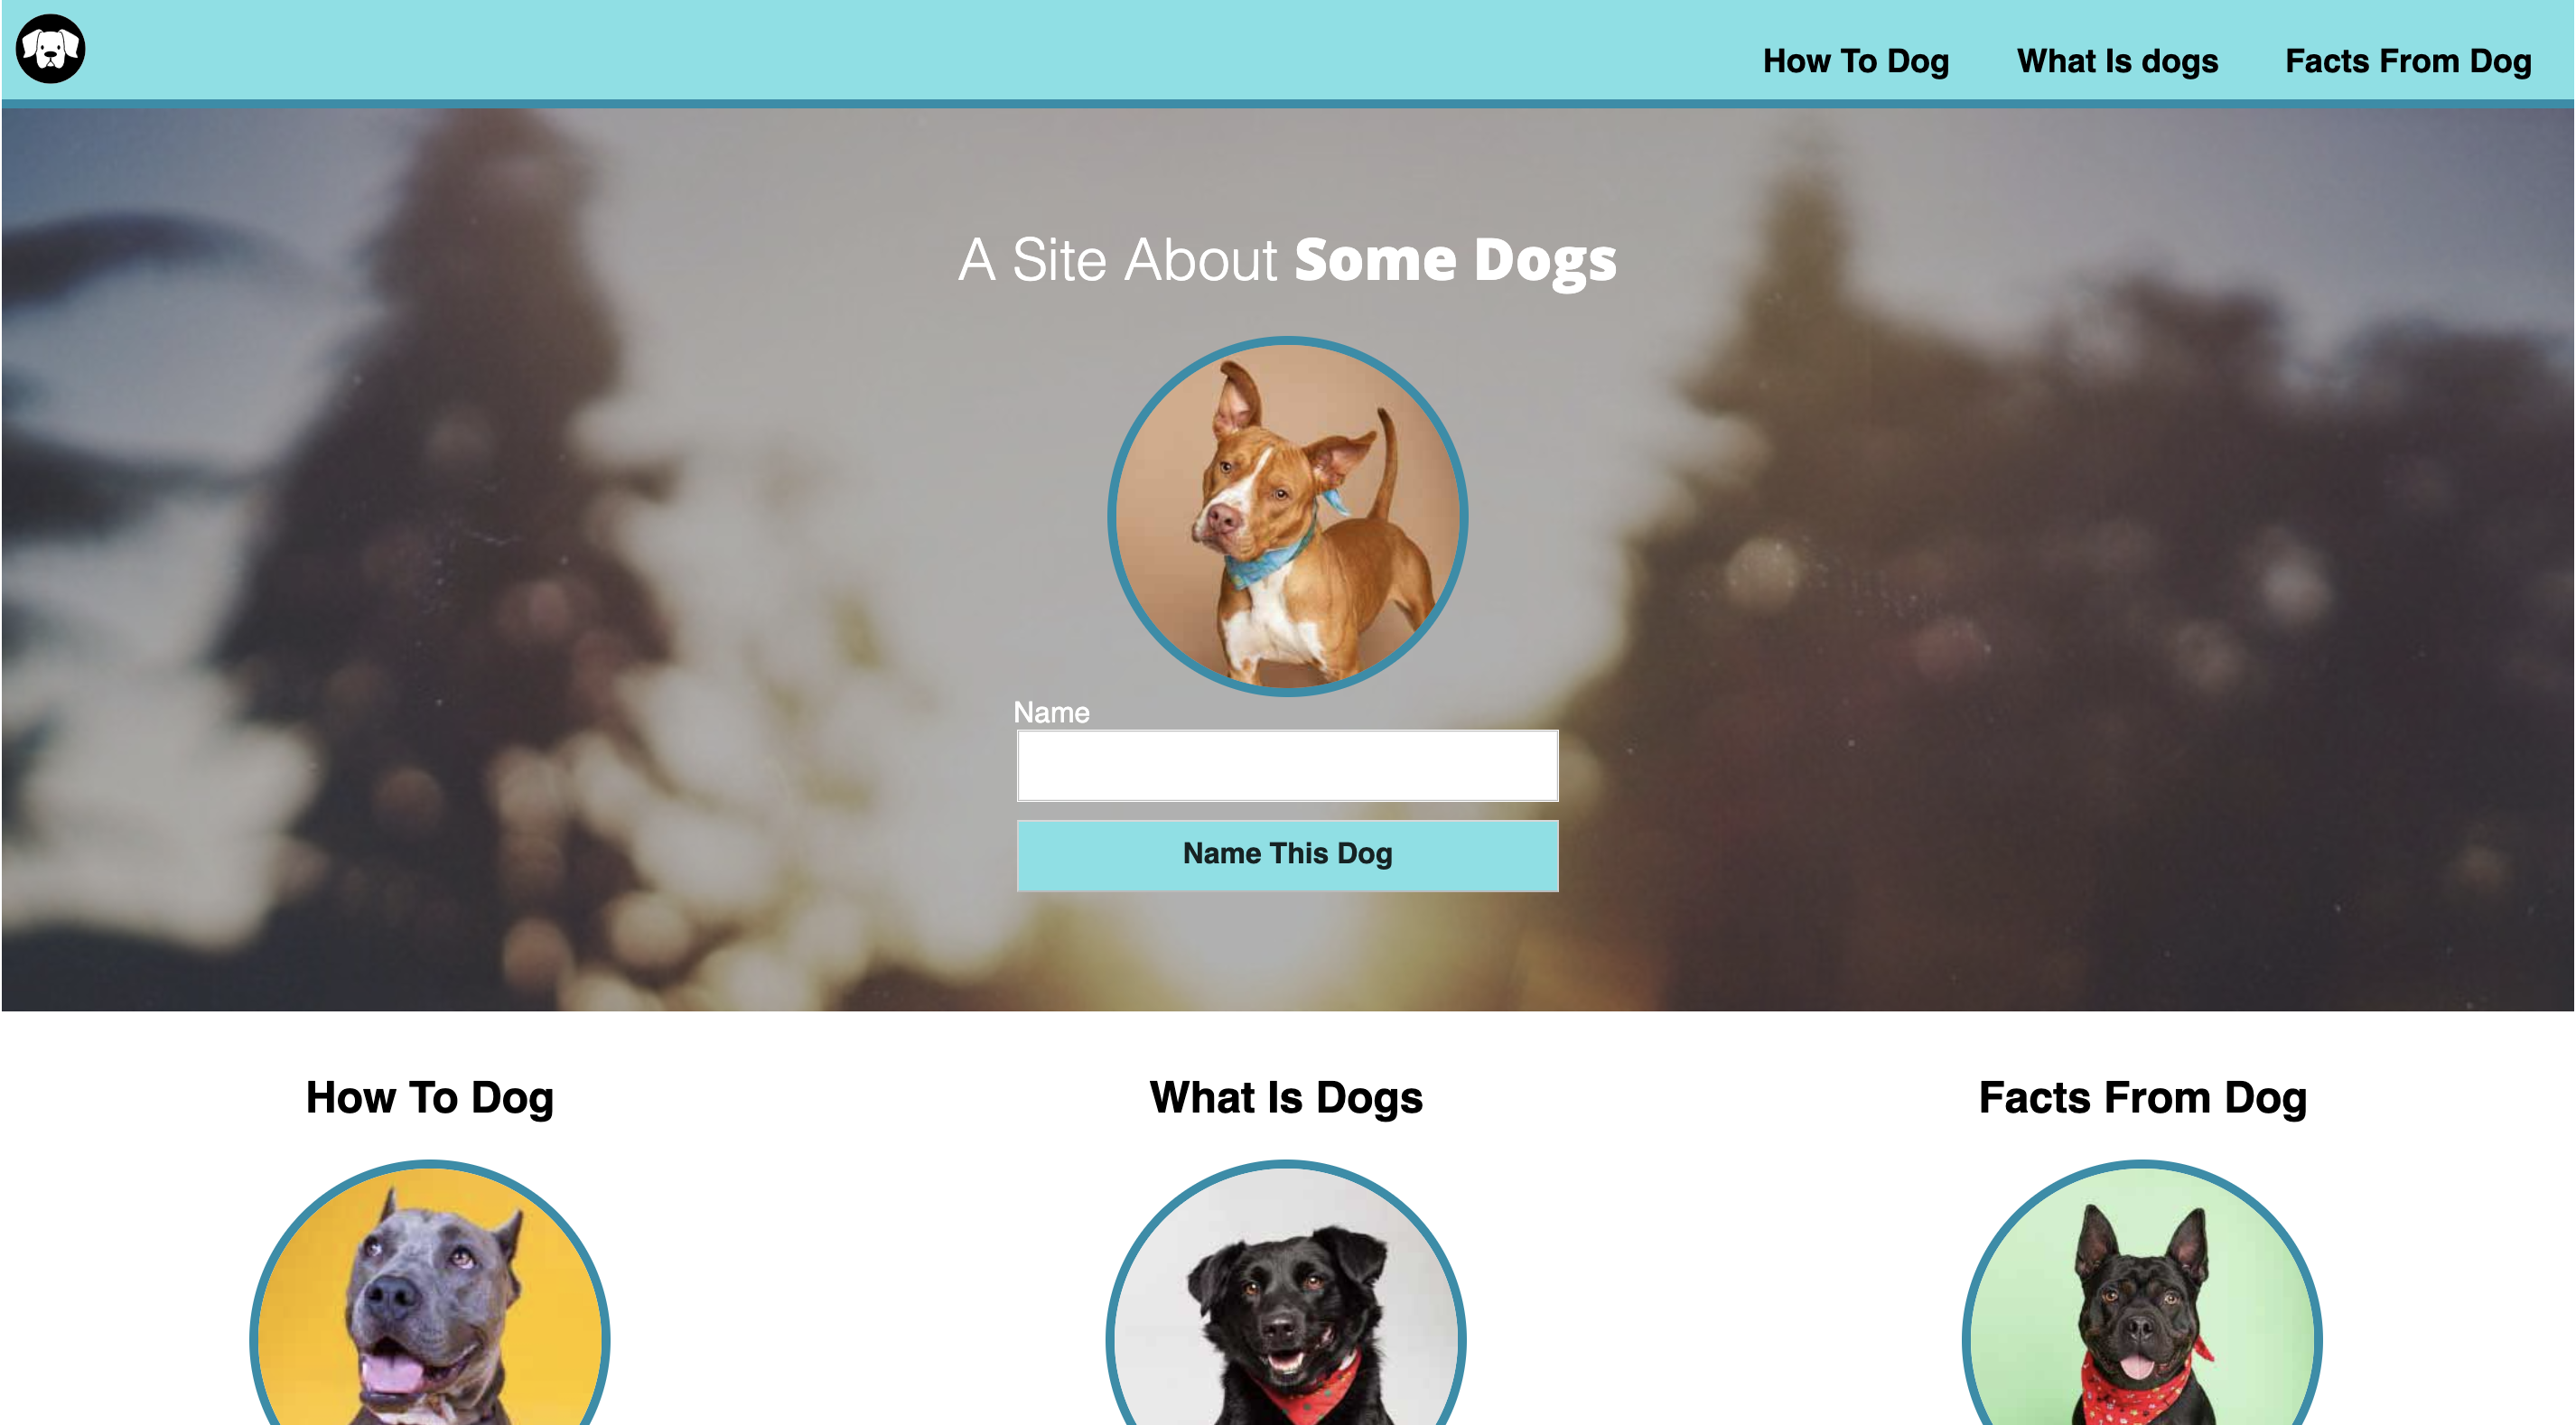 How To Dog
What Is dogs
Facts From Dog
A Site About Some Dogs
Name
Name This Dog
How To Dog
What Is Dogs
Facts From Dog